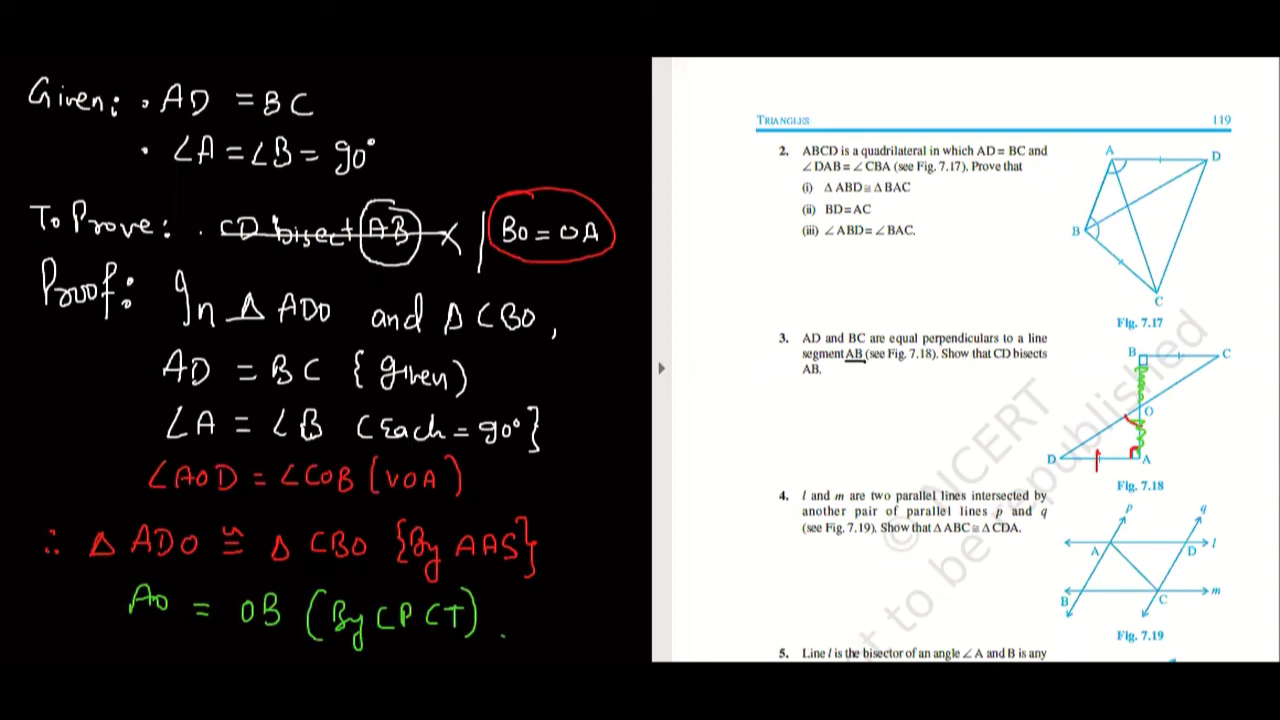 Given: • AD = BC
• ∠A = ∠B = 90°
To Prove: • CD bisect AB × | BO = OA
Proof: In Δ ADO and Δ CBO,
AD = BC {given)
∠A = ∠B (Each = 90°}
∠AOD = ∠COB (VOA)
∴ Δ ADO ≅ Δ CBO {By AAS}
AO = OB (By CPCT).
TRIANGLES 119
2. ABCD is a quadrilateral in which AD = BC and
∠DAB = ∠CBA (see Fig. 7.17). Prove that
(i) Δ ABD ≅ Δ BAC
(ii) BD = AC
(iii) ∠ABD = ∠BAC.
A D
B
C
Fig. 7.17
3. AD and BC are equal perpendiculars to a line
segment AB (see Fig. 7.18). Show that CD bisects
AB.
B C
O
D A
Fig. 7.18
4. l and m are two parallel lines intersected by
another pair of parallel lines p and q
(see Fig. 7.19). Show that Δ ABC ≅ Δ CDA.
p q
A D l
B C m
Fig. 7.19
5. Line l is the bisector of an angle ∠A and B is any
© NCERT
not to be republished